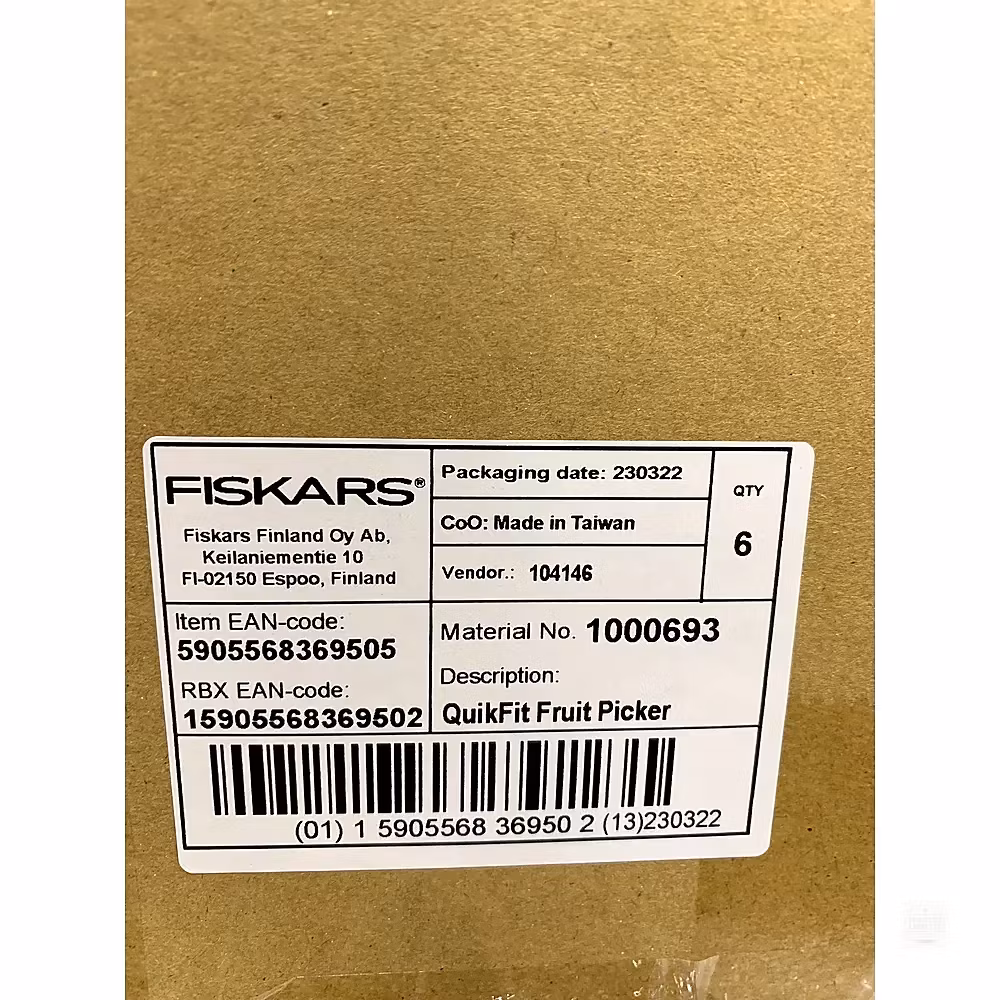 FISKARS®
Fiskars Finland Oy Ab,
Keilaniementie 10
FI-02150 Espoo, Finland
Packaging date: 230322
CoO: Made in Taiwan
Vendor.: 104146
QTY
6
Item EAN-code:
5905568369505
RBX EAN-code:
15905568369502
Material No. 1000693
Description:
QuikFit Fruit Picker
(01) 1 5905568 36950 2 (13)230322